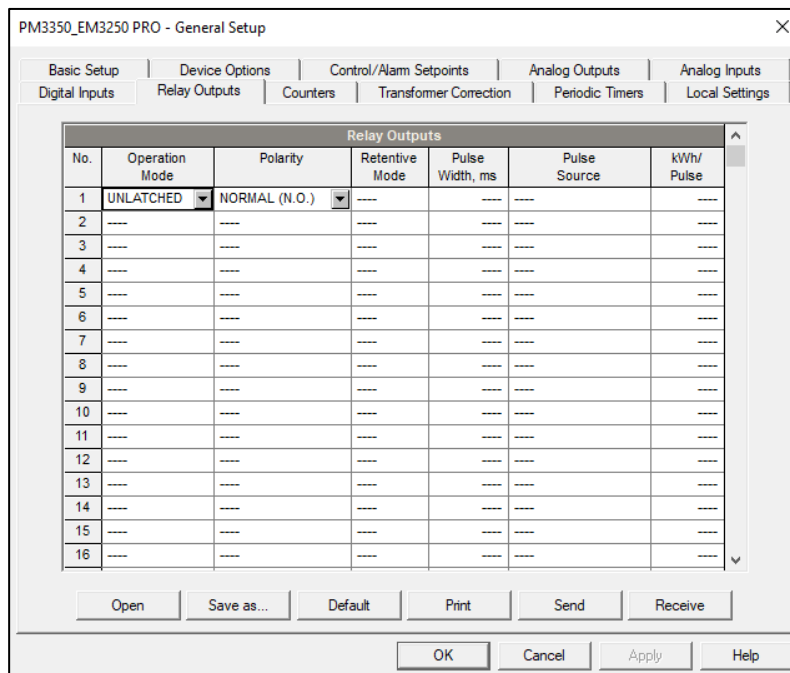 PM3350_EM3250 PRO - General Setup
Basic Setup Device Options Control/Alarm Setpoints Analog Outputs Analog Inputs
Digital Inputs Relay Outputs Counters Transformer Correction Periodic Timers Local Settings
Relay Outputs
No. Operation Mode Polarity Retentive Mode Pulse Width, ms Pulse Source kWh/ Pulse
1 UNLATCHED NORMAL (N.O.) ---- ---- ---- ----
2 ---- ---- ---- ---- ---- ----
3 ---- ---- ---- ---- ---- ----
4 ---- ---- ---- ---- ---- ----
5 ---- ---- ---- ---- ---- ----
6 ---- ---- ---- ---- ---- ----
7 ---- ---- ---- ---- ---- ----
8 ---- ---- ---- ---- ---- ----
9 ---- ---- ---- ---- ---- ----
10 ---- ---- ---- ---- ---- ----
11 ---- ---- ---- ---- ---- ----
12 ---- ---- ---- ---- ---- ----
13 ---- ---- ---- ---- ---- ----
14 ---- ---- ---- ---- ---- ----
15 ---- ---- ---- ---- ---- ----
16 ---- ---- ---- ---- ---- ----
Open Save as... Default Print Send Receive
OK Cancel Apply Help